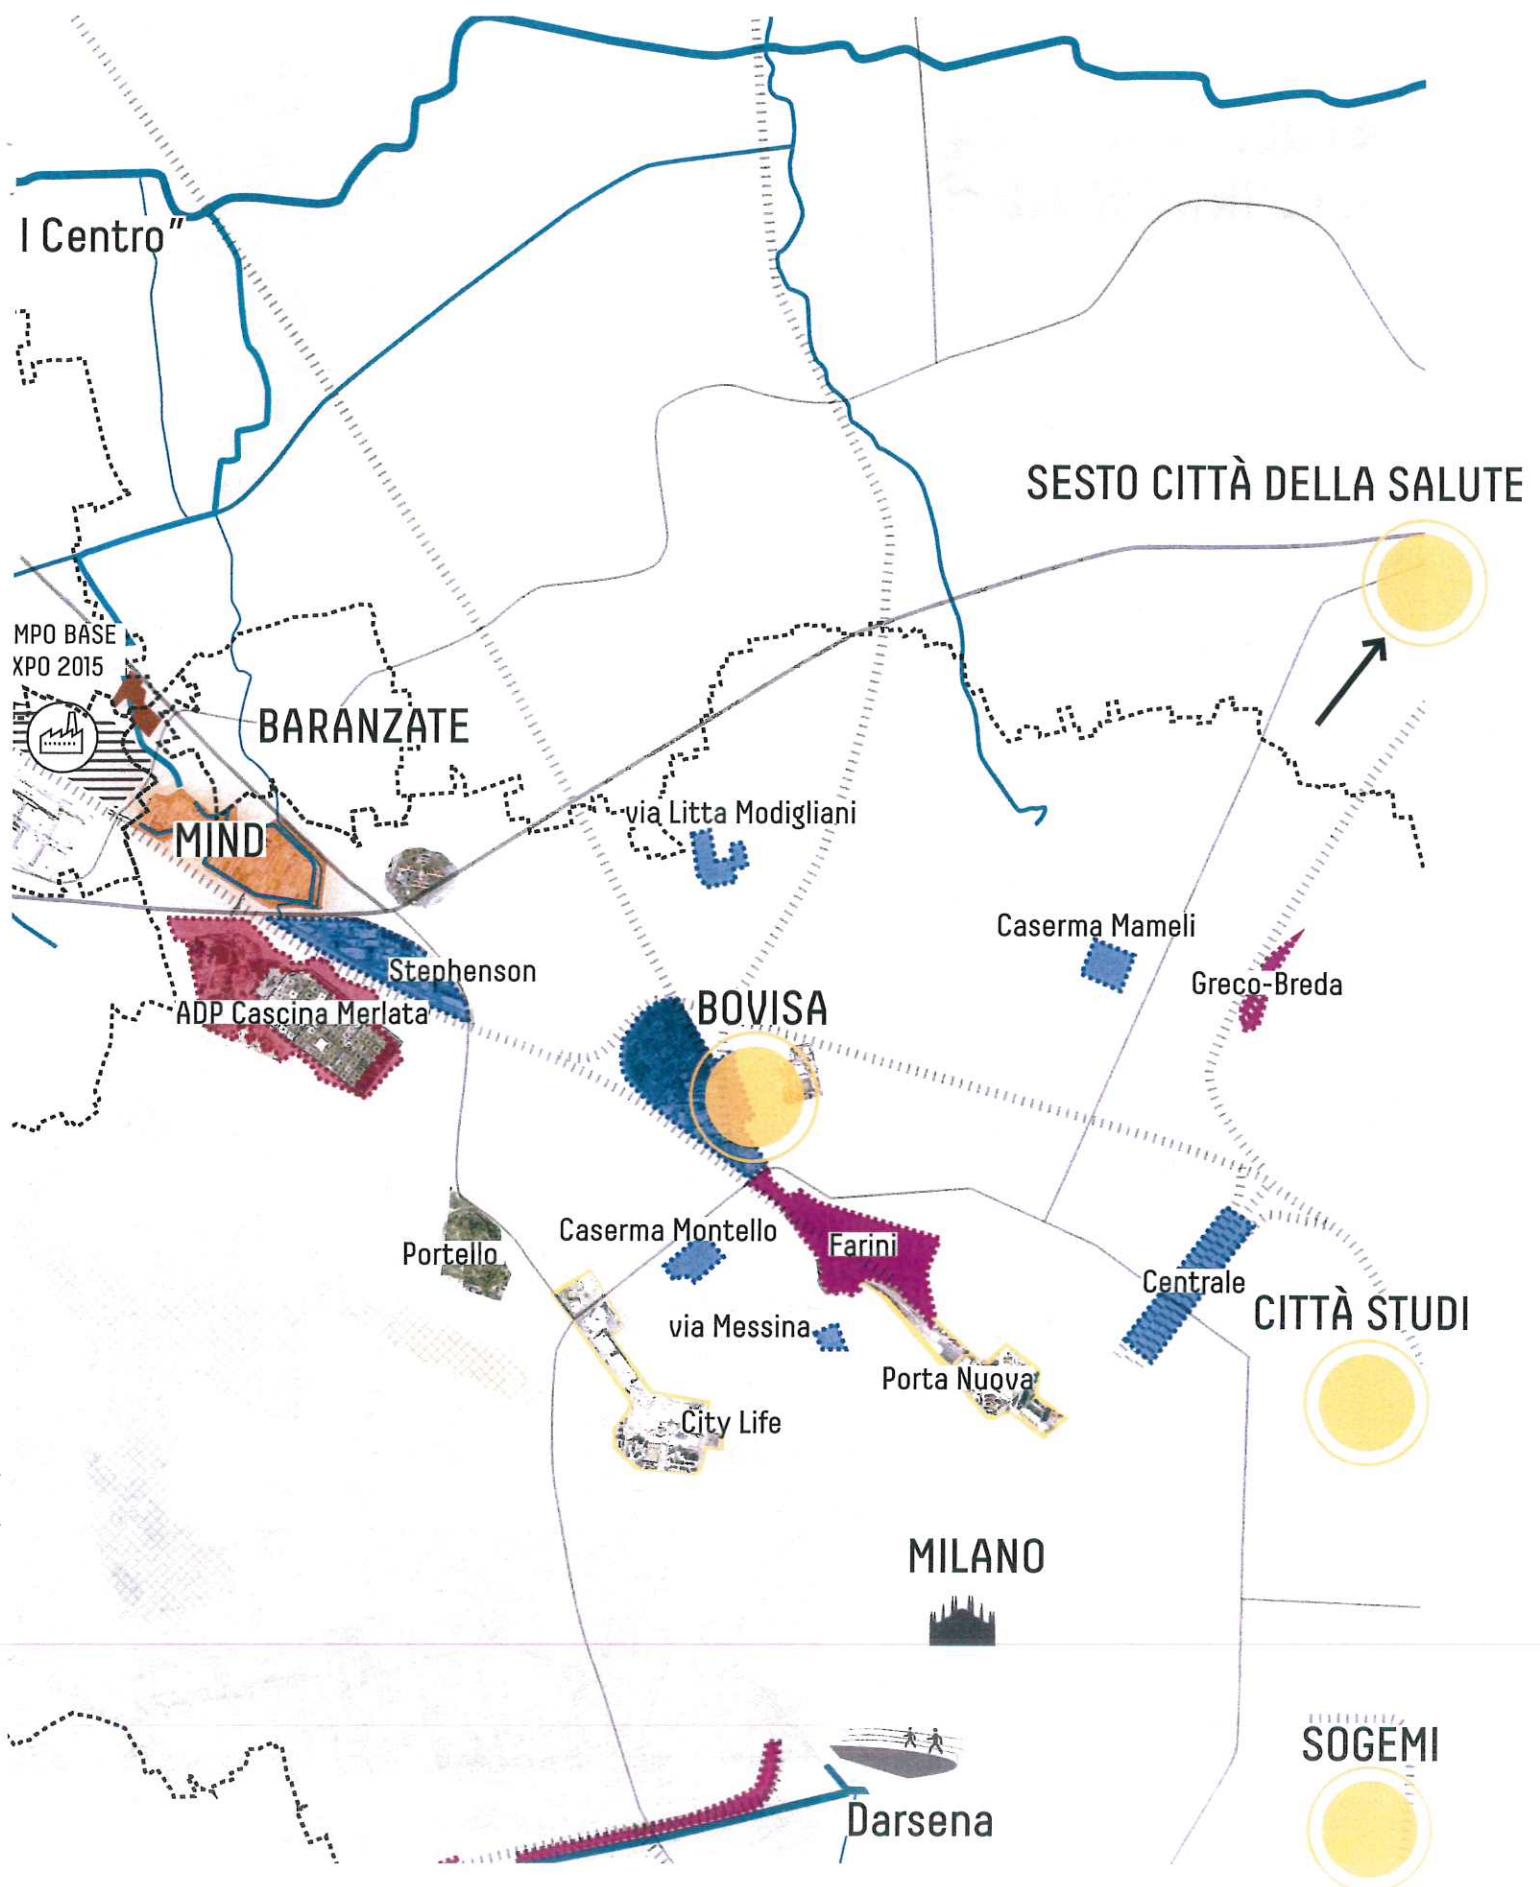 l Centro”
SESTO CITTÀ DELLA SALUTE
MPO BASE
XPO 2015
BARANZATE
MIND
via Litta Modigliani
Caserma Mameli
Stephenson
Greco-Breda
ADP Cascina Merlata
BOVISA
Caserma Montello
Farini
Portello
Centrale
CITTÀ STUDI
via Messina
Porta Nuova
City Life
MILANO
SOGEMI
Darsena